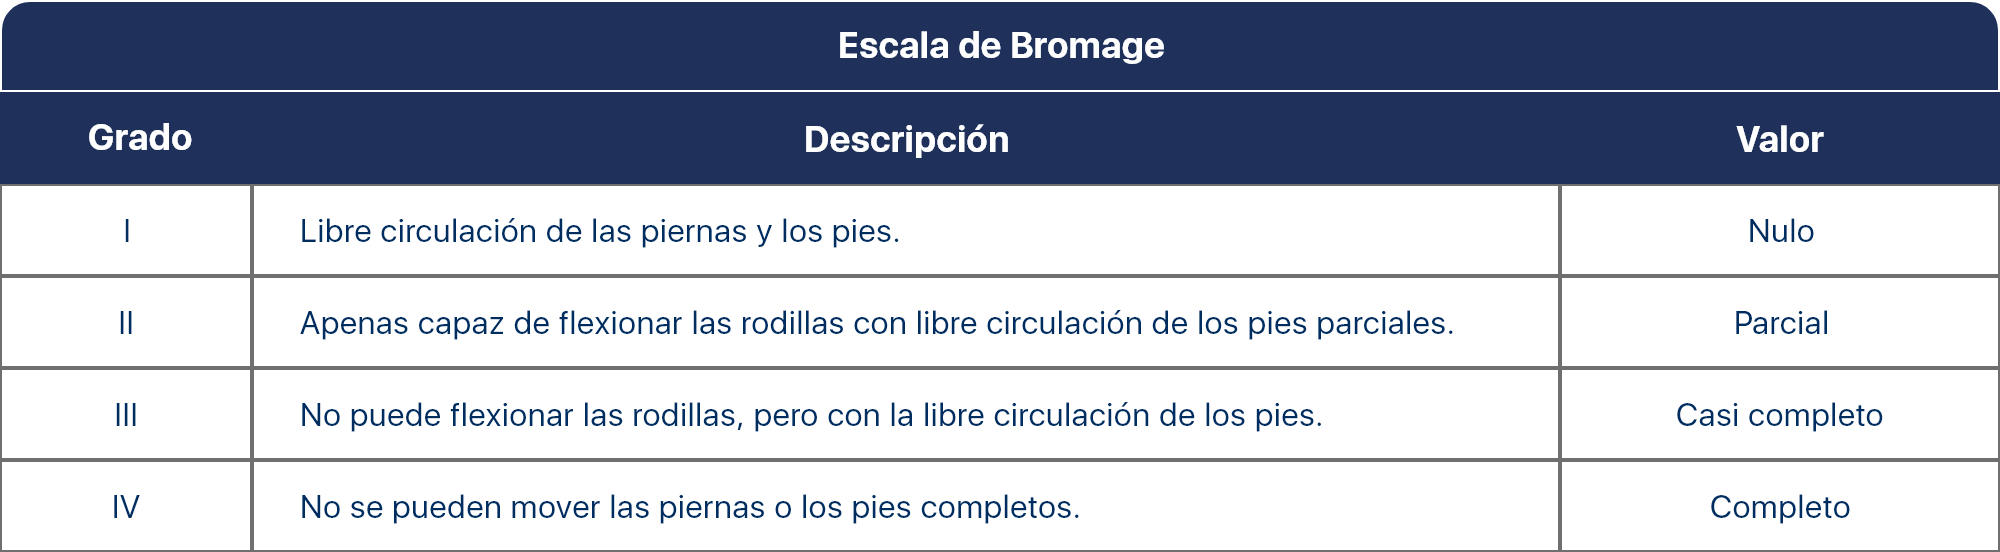 Escala de Bromage
Grado Descripción Valor
I Libre circulación de las piernas y los pies. Nulo
II Apenas capaz de flexionar las rodillas con libre circulación de los pies parciales. Parcial
III No puede flexionar las rodillas, pero con la libre circulación de los pies. Casi completo
IV No se pueden mover las piernas o los pies completos. Completo